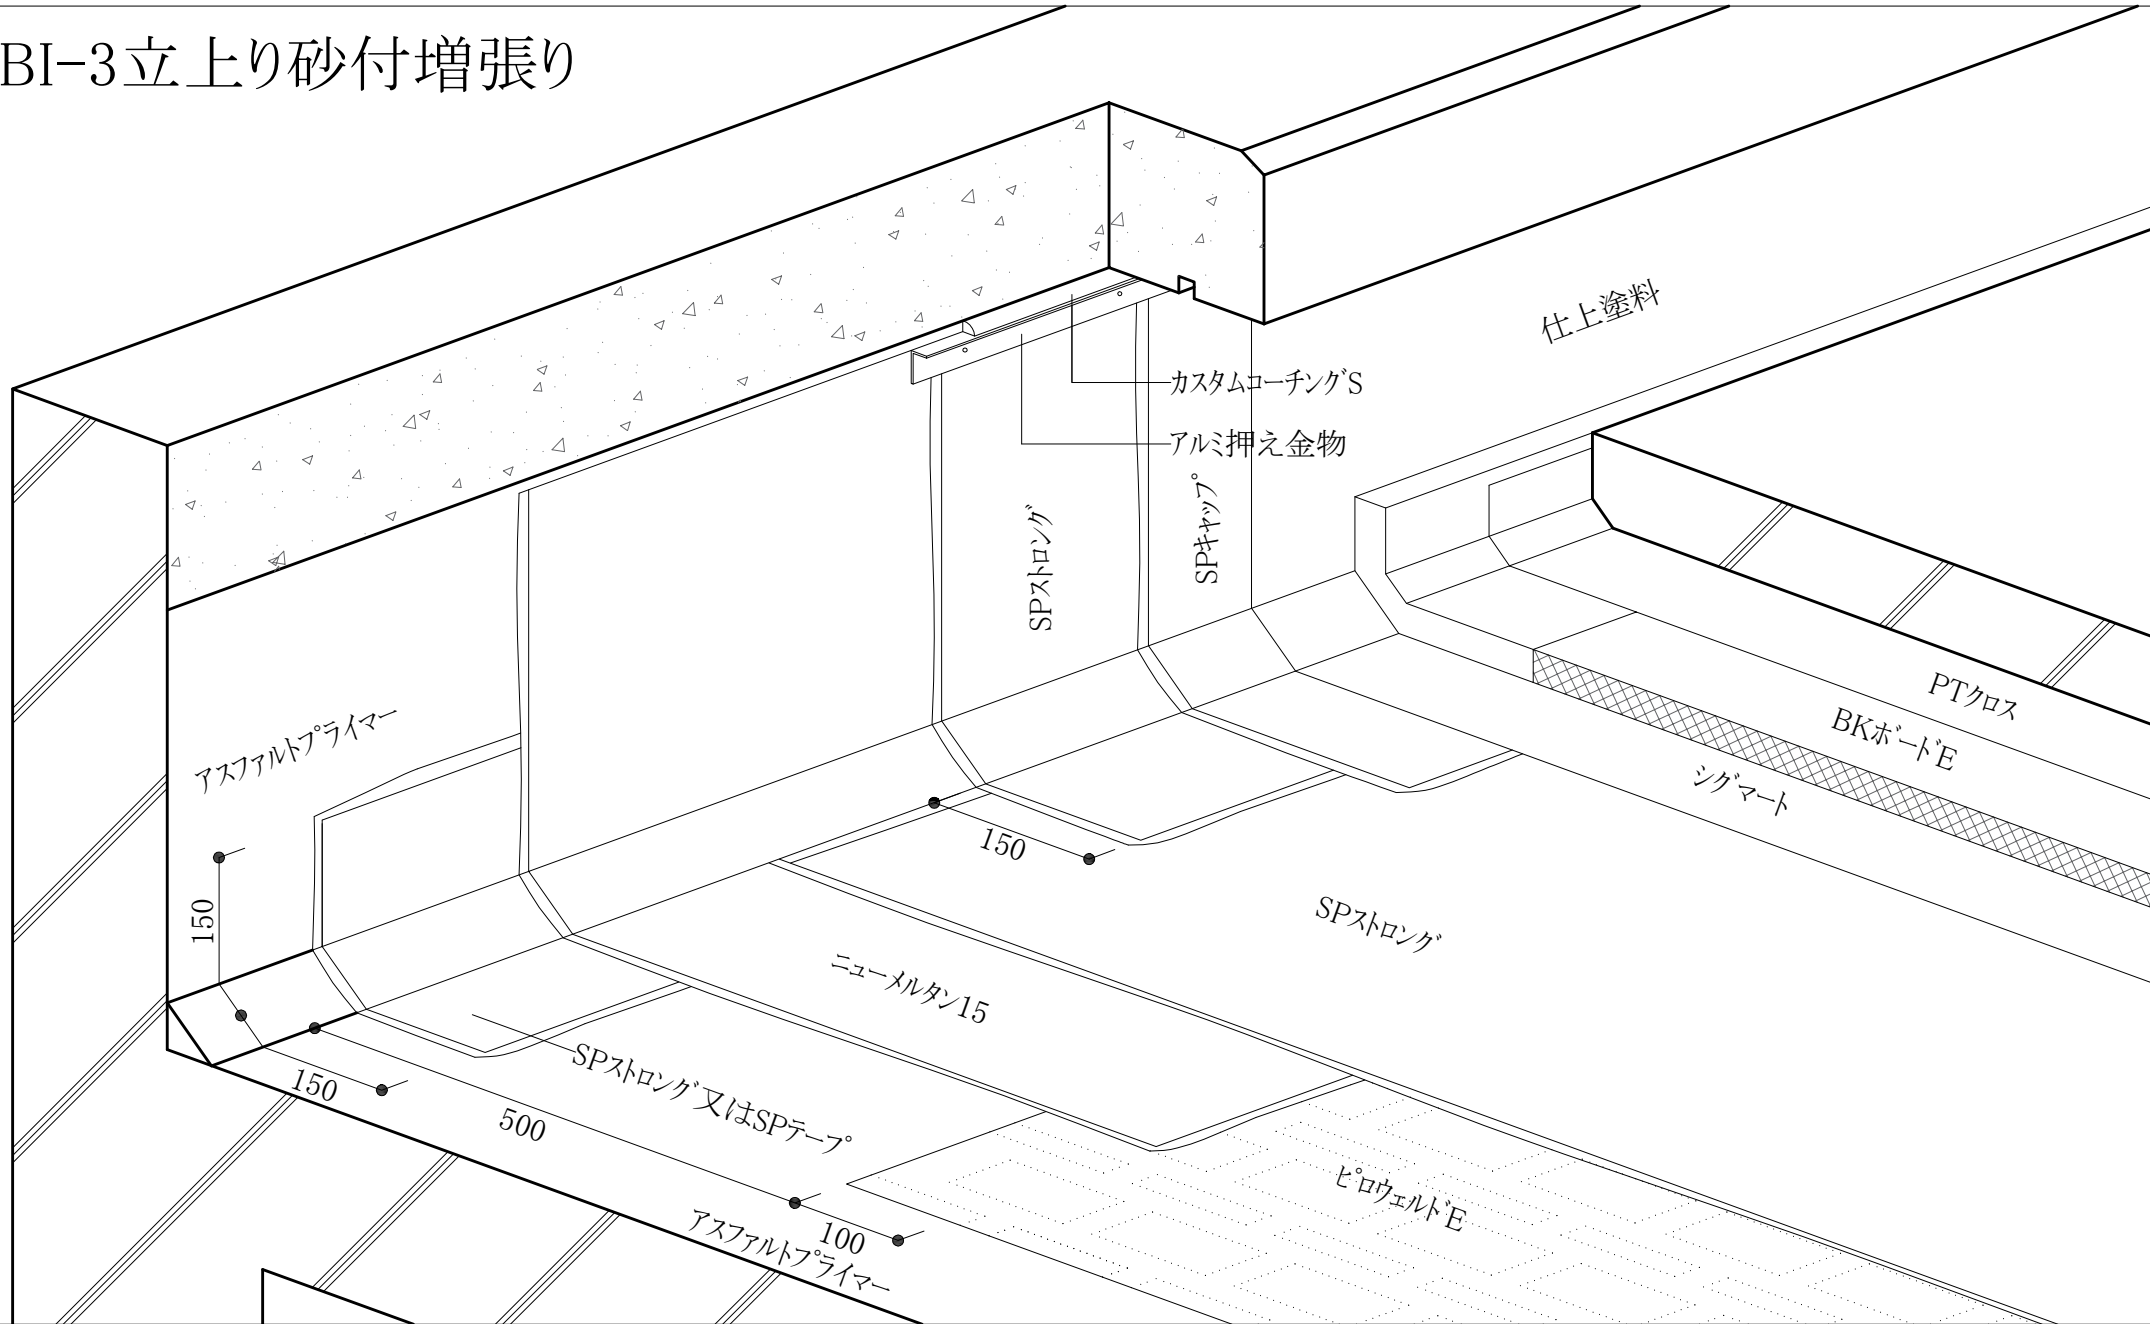 BI-3立上り砂付増張り
仕上塗料
カスタムコーチングS
アルミ押え金物
SPストロング
SPキャップ
PTクロス
BKボードE
シグマート
アスファルトプライマー
150
150
SPストロング
ニューメルタン15
SPストロング又はSPテープ
150
500
ピロウェルドE
100
アスファルトプライマー